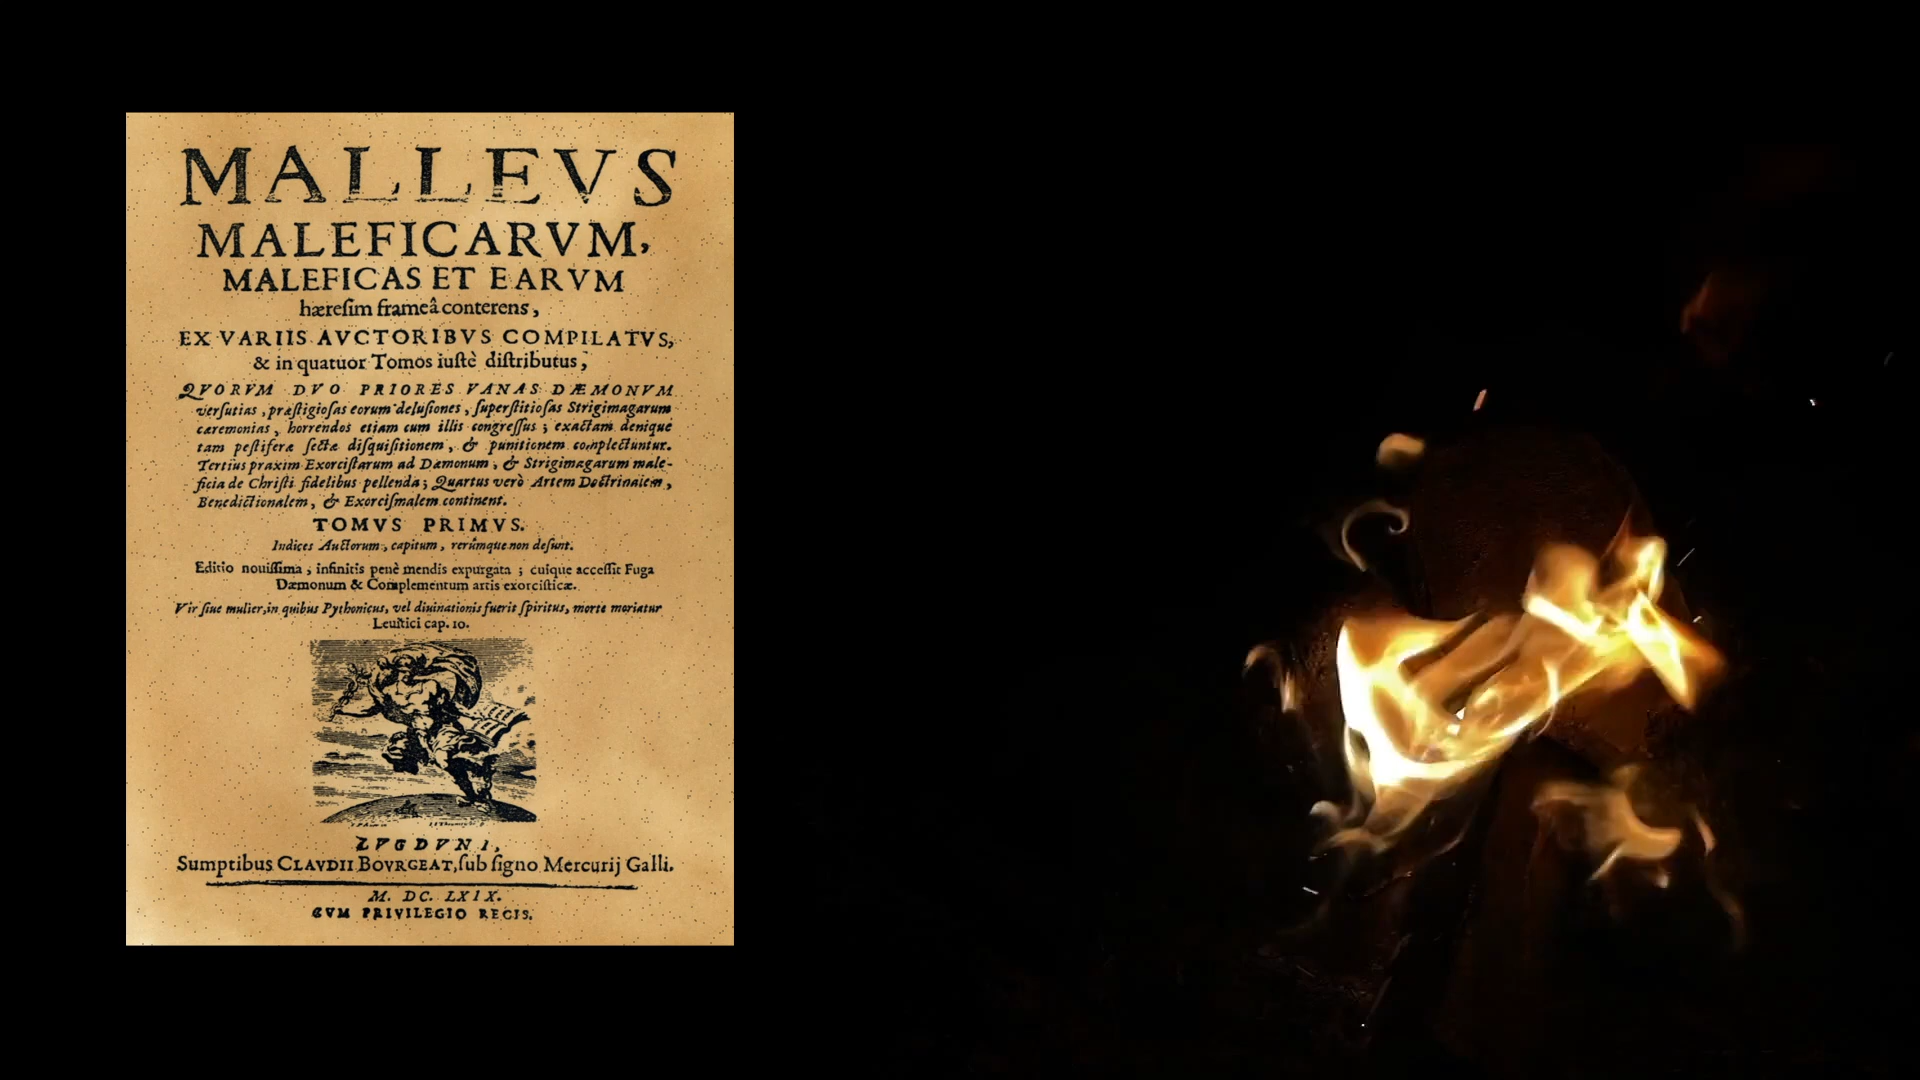 MALLEVS
MALEFICARVM,
MALEFICAS ET EARVM
hæreſim frameâ conterens,
EX VARIIS AVCTORIBVS COMPILATVS,
& in quatuor Tomos iuſtè diſtributus,
QVORVM DVO PRIORES VANAS DÆMONVM
verſutias, præſtigioſas eorum deluſiones, ſuperſtitioſas Strigimagarum
cæremonias, horrendos etiam cum illis congreſſus; exactam denique
tam peſtiferæ ſectæ diſquiſitionem, & punitionem complectuntur.
Tertius praxim Exorciſtarum ad Dæmonum, & Strigimagarum male-
ficia de Chriſti fidelibus pellenda; Quartus verò Artem Doctrinalem,
Benedictionalem, & Exorciſmalem continent.
TOMVS PRIMVS.
Indices Auctorum, capitum, rerúmque non deſunt.
Editio nouiſſima, infinitis penè mendis expurgata; cuique acceſſit Fuga
Dæmonum & Complementum artis exorciſticæ.
Vir ſiue mulier, in quibus Pythonicus, vel diuinationis fuerit ſpiritus, morte moriatur
Leuitici cap. 10.
LVGDVNI,
Sumptibus CLAVDII BOVRGEAT, ſub ſigno Mercurij Galli.
M. DC. LXIX.
CVM PRIVILEGIO REGIS.